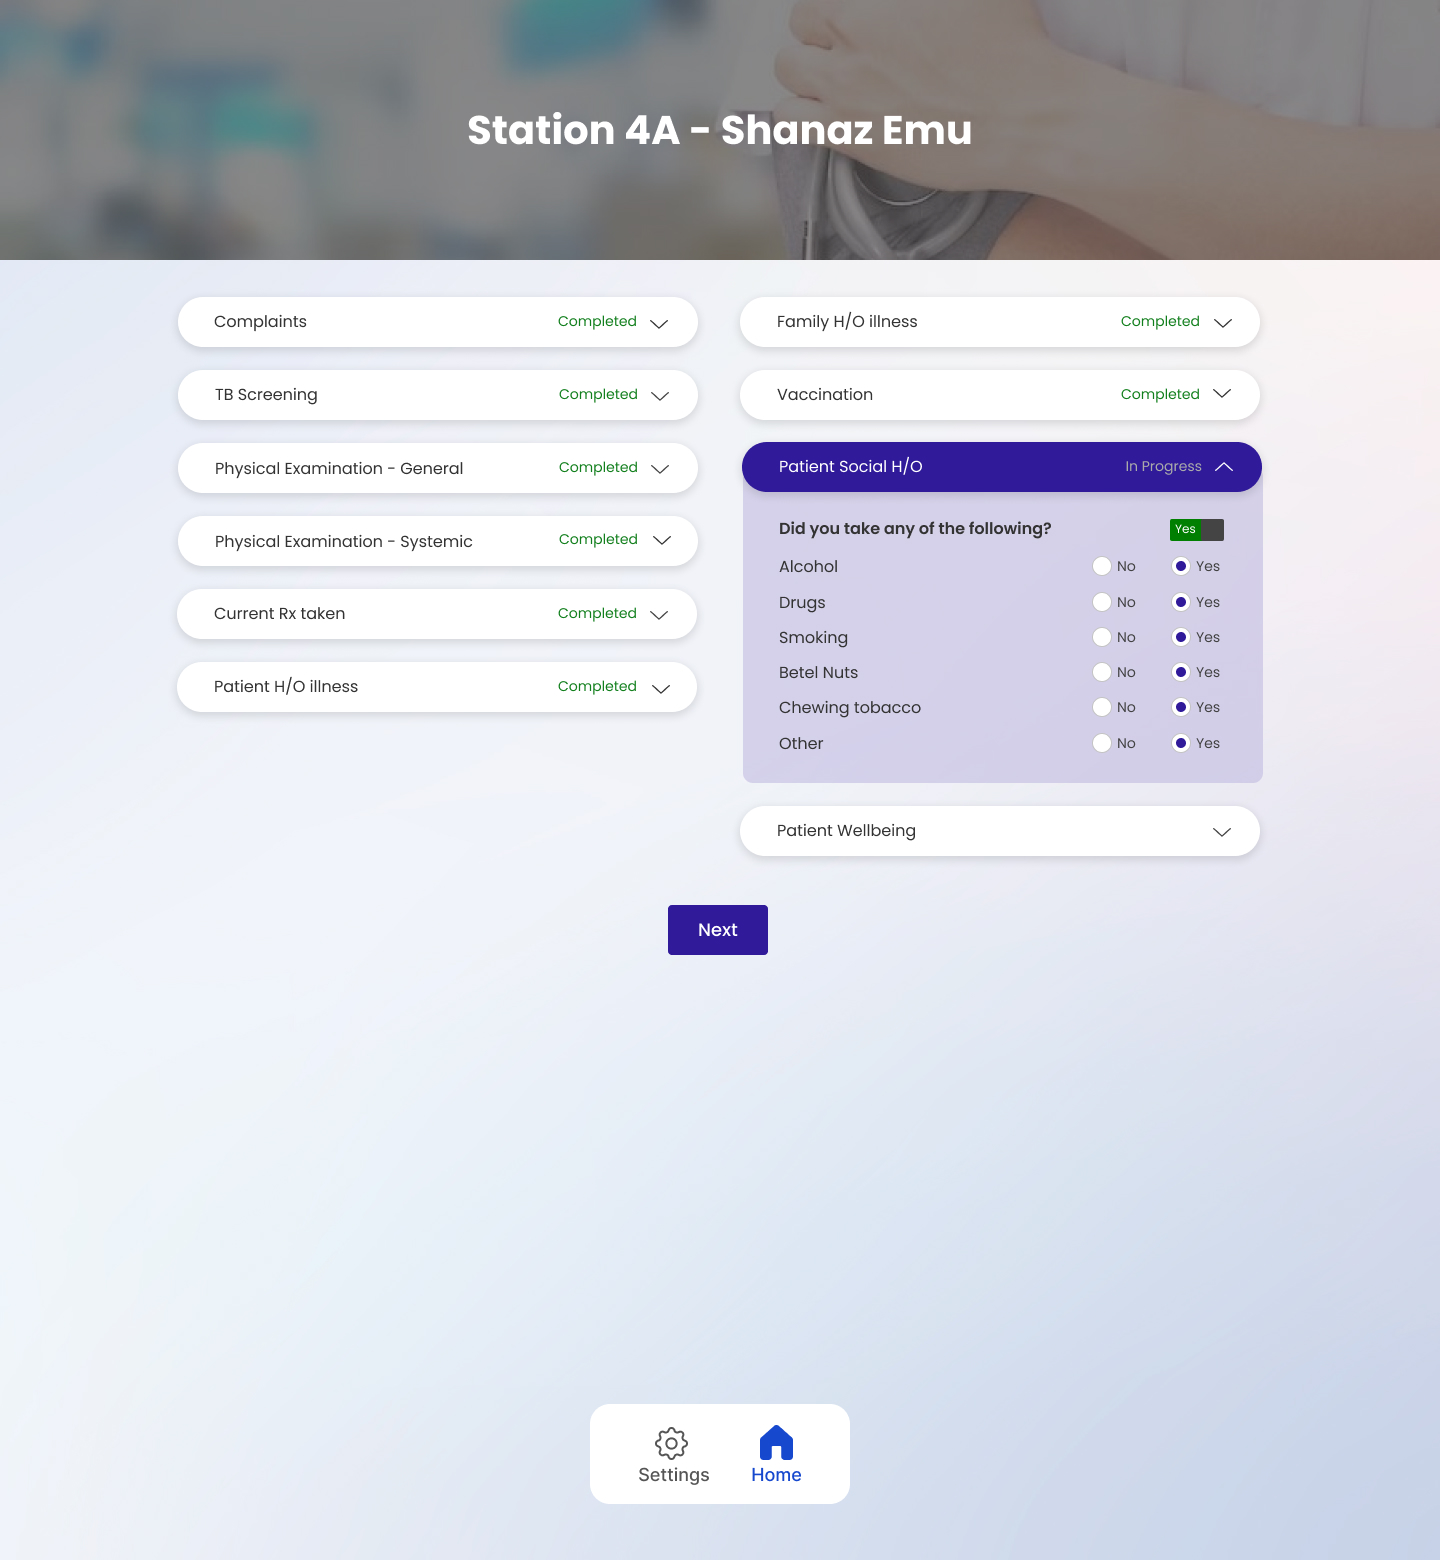 Station 4A - Shanaz Emu
Complaints Completed
TB Screening Completed
Physical Examination - General Completed
Physical Examination - Systemic Completed
Current Rx taken Completed
Patient H/O illness Completed
Family H/O illness Completed
Vaccination Completed
Patient Social H/O In Progress
Did you take any of the following? Yes
Alcohol No Yes
Drugs No Yes
Smoking No Yes
Betel Nuts No Yes
Chewing tobacco No Yes
Other No Yes
Patient Wellbeing
Next
Settings Home